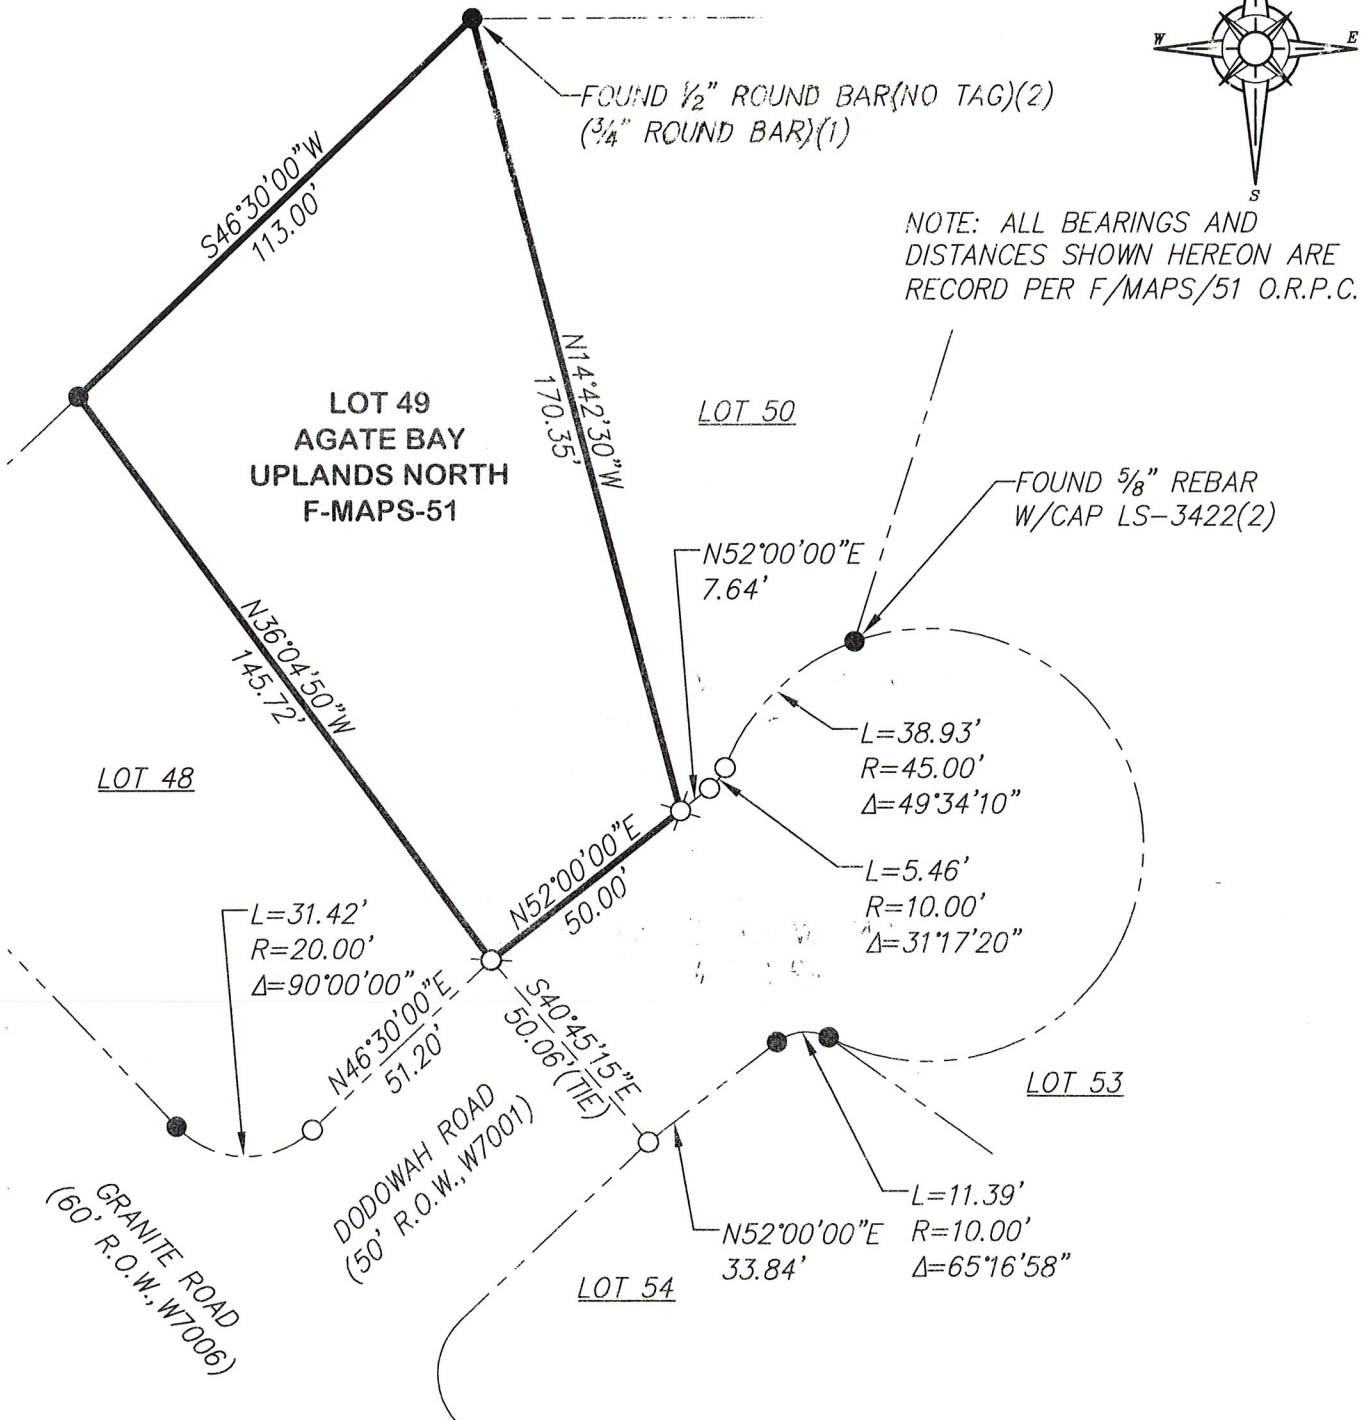 W
E
S
FOUND 1/2" ROUND BAR(NO TAG)(2)
(3/4" ROUND BAR)(1)
NOTE: ALL BEARINGS AND
DISTANCES SHOWN HEREON ARE
RECORD PER F/MAPS/51 O.R.P.C.
S46°30'00"W
113.00'
N14°42'30"W
170.35'
LOT 49
AGATE BAY
UPLANDS NORTH
F-MAPS-51
LOT 50
FOUND 5/8" REBAR
W/CAP LS-3422(2)
N52°00'00"E
7.64'
N36°04'50"W
145.72'
LOT 48
L=38.93'
R=45.00'
Δ=49°34'10"
L=5.46'
R=10.00'
Δ=31°17'20"
N52°00'00"E
50.00'
L=31.42'
R=20.00'
Δ=90°00'00"
N46°30'00"E
51.20'
S40°45'15"E
50.06'(TIE)
LOT 53
DODOWAH ROAD
(50' R.O.W., W7001)
GRANITE ROAD
(60' R.O.W., W7006)
L=11.39'
R=10.00'
Δ=65°16'58"
N52°00'00"E
33.84'
LOT 54